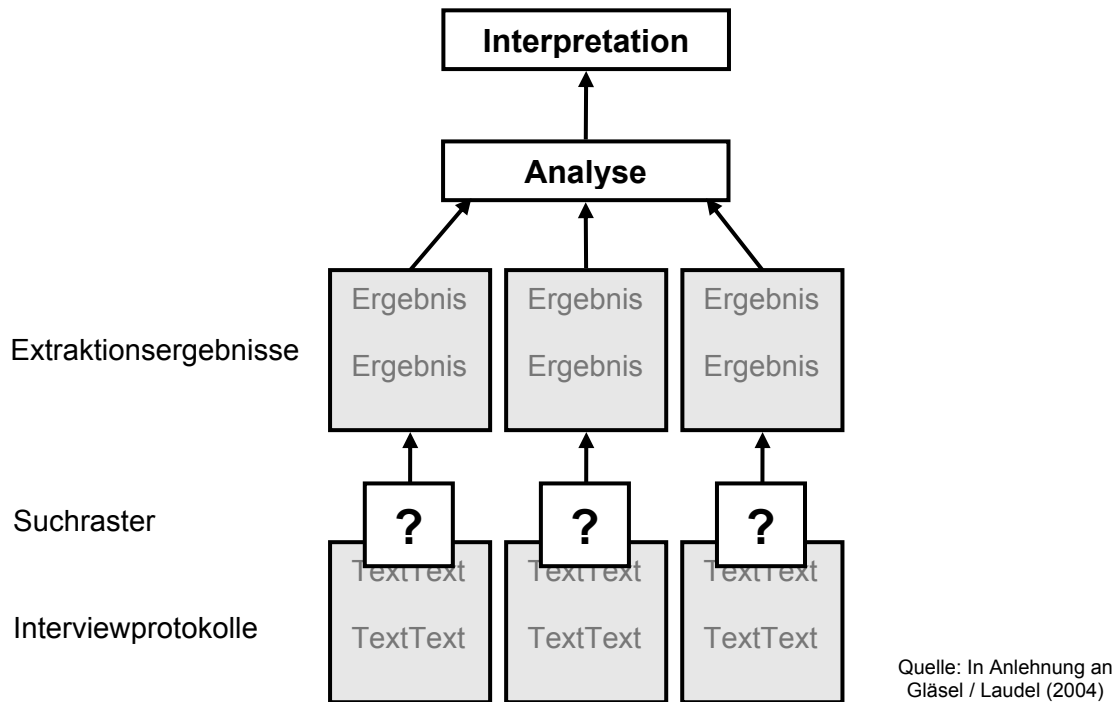 Interpretation
Analyse
Ergebnis Ergebnis Ergebnis
Extraktionsergebnisse
Ergebnis Ergebnis Ergebnis
Suchraster
? ? ?
TextText TextText TextText
Interviewprotokolle
TextText TextText TextText
Quelle: In Anlehnung an
Gläsel / Laudel (2004)